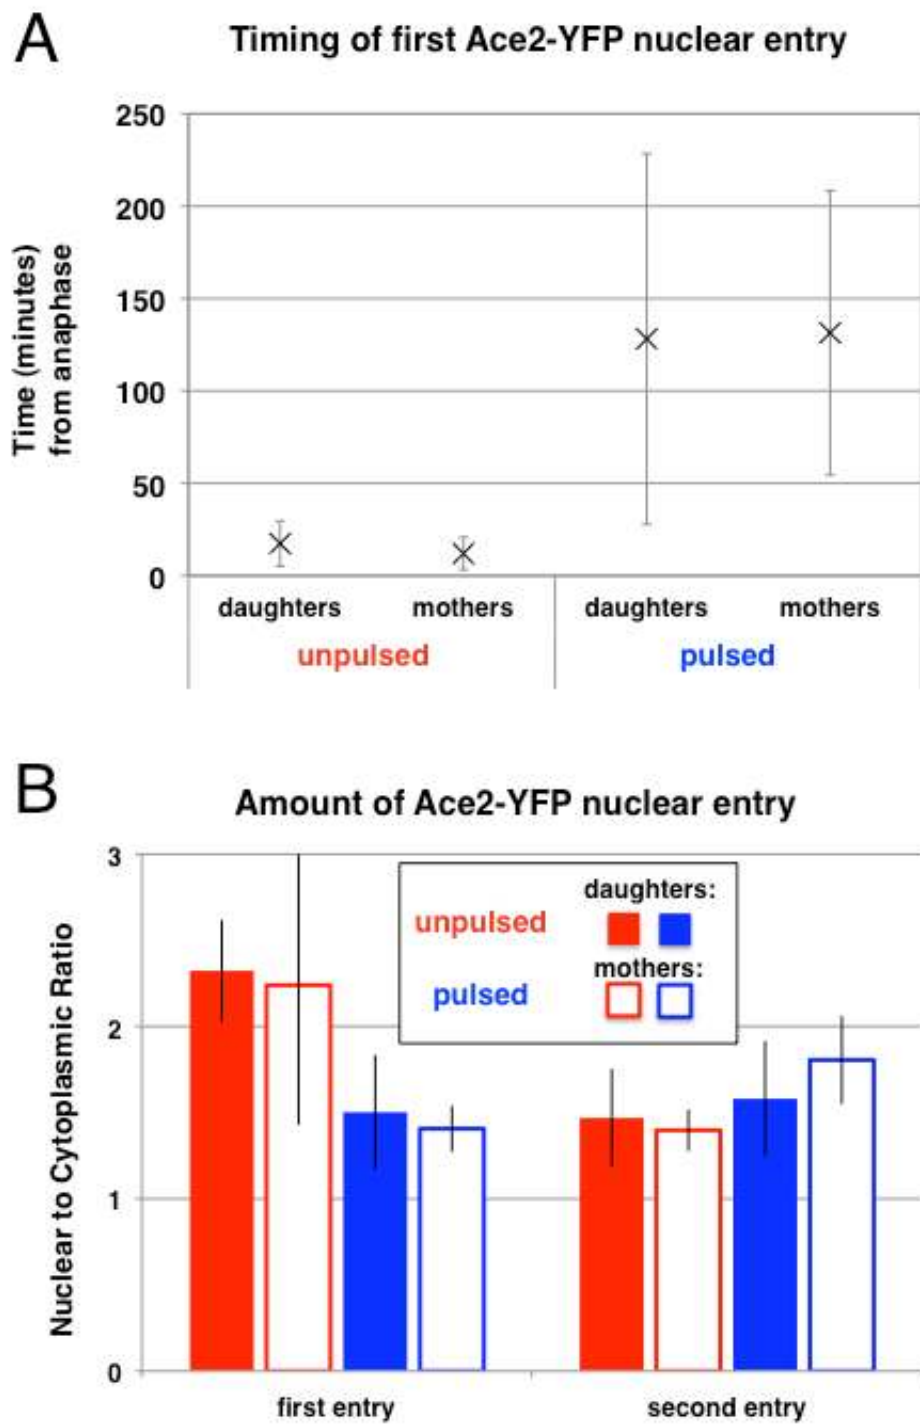 A
Timing of first Ace2-YFP nuclear entry
Time (minutes)
from anaphase
250
200
150
100
50
0
daughters mothers daughters mothers
unpulsed pulsed
B
Amount of Ace2-YFP nuclear entry
Nuclear to Cytoplasmic Ratio
3
2
1
0
daughters:
unpulsed
mothers:
pulsed
first entry second entry